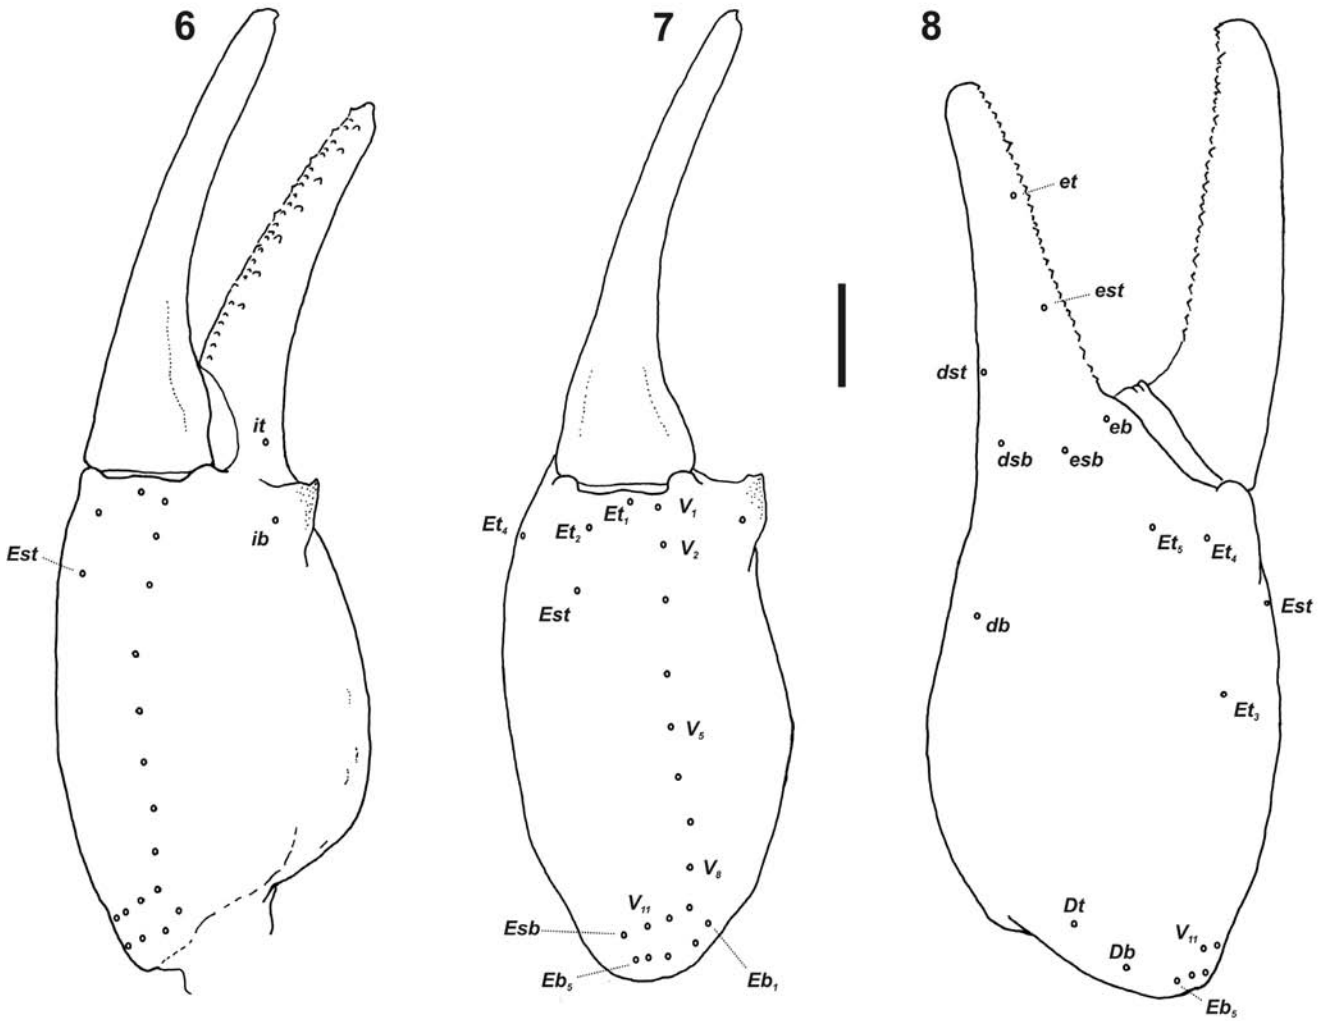 6
7
8
et
est
dst
eb
it
dsb
esb
Et₁
V₁
Et₄
Et₂
ib
V₂
Et₅
Et₄
Est
Est
Est
db
Et₃
V₅
V₈
V₁₁
Dt
Esb
V₁₁
Db
Eb₅
Eb₁
Eb₅